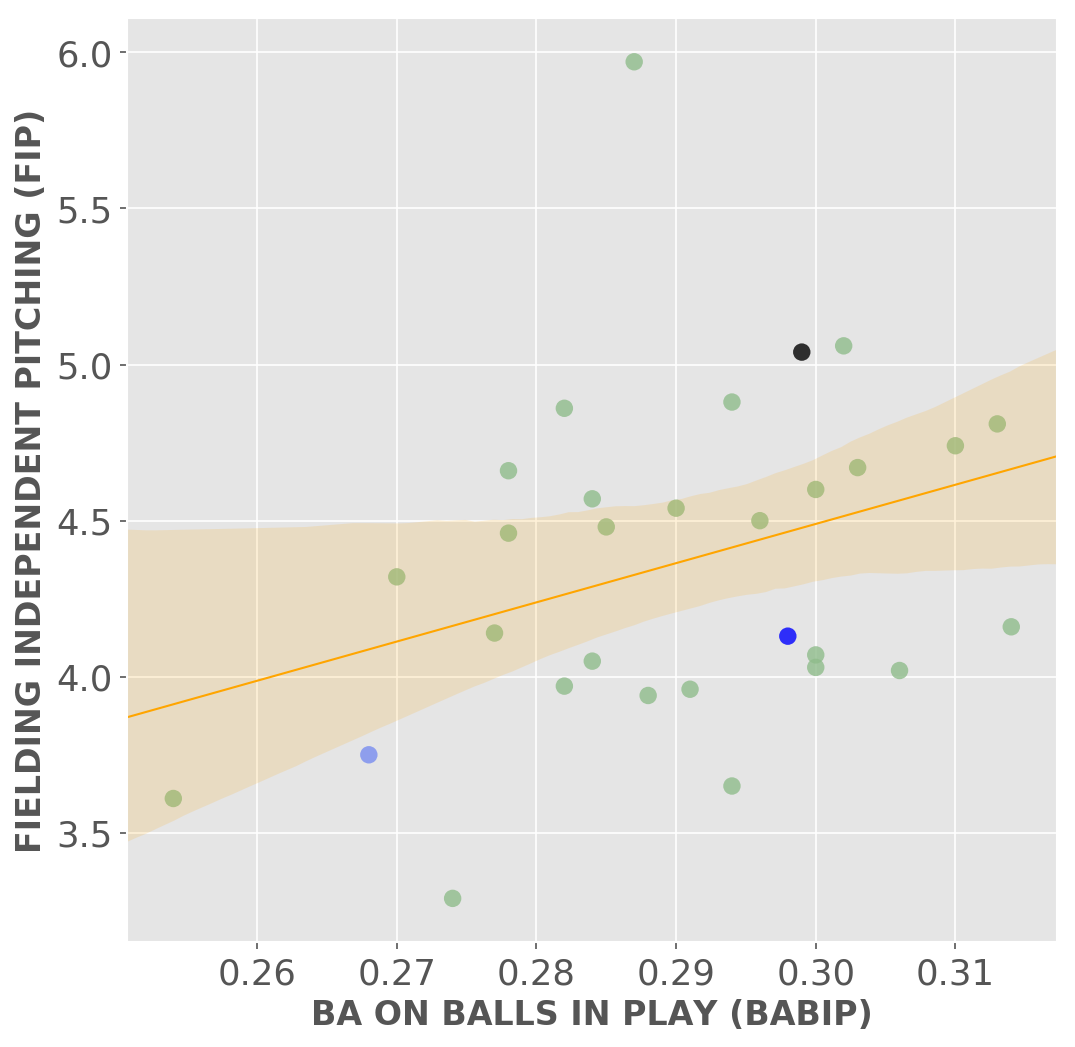 FIELDING INDEPENDENT PITCHING (FIP)
6.0
5.5
5.0
4.5
4.0
3.5
0.26 0.27 0.28 0.29 0.30 0.31
BA ON BALLS IN PLAY (BABIP)